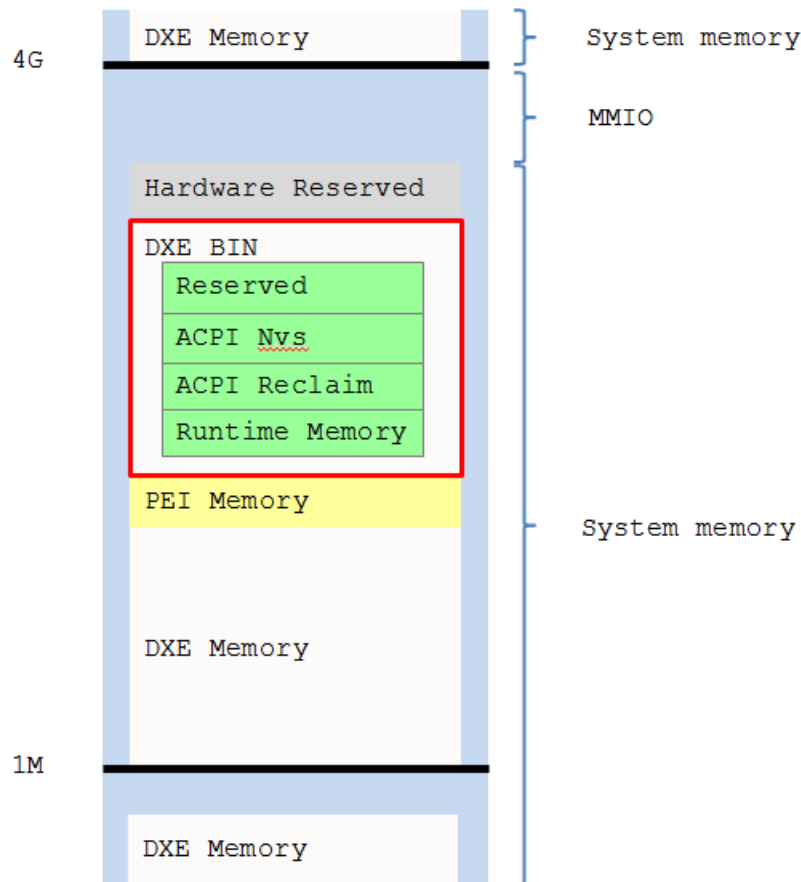 DXE Memory
System memory
4G
MMIO
Hardware Reserved
DXE BIN
Reserved
ACPI Nvs
ACPI Reclaim
Runtime Memory
PEI Memory
System memory
DXE Memory
1M
DXE Memory